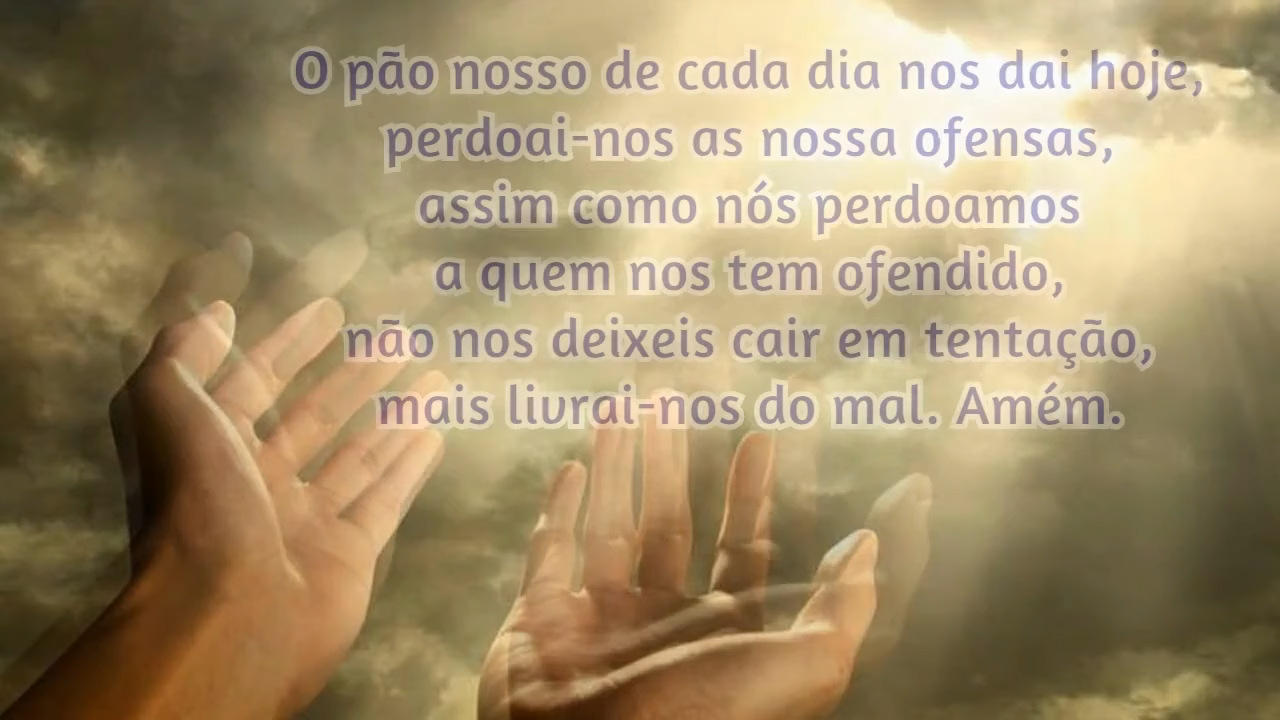 O pão nosso de cada dia nos dai hoje,
perdoai-nos as nossa ofensas,
assim como nós perdoamos
a quem nos tem ofendido,
não nos deixeis cair em tentação,
mais livrai-nos do mal. Amém.